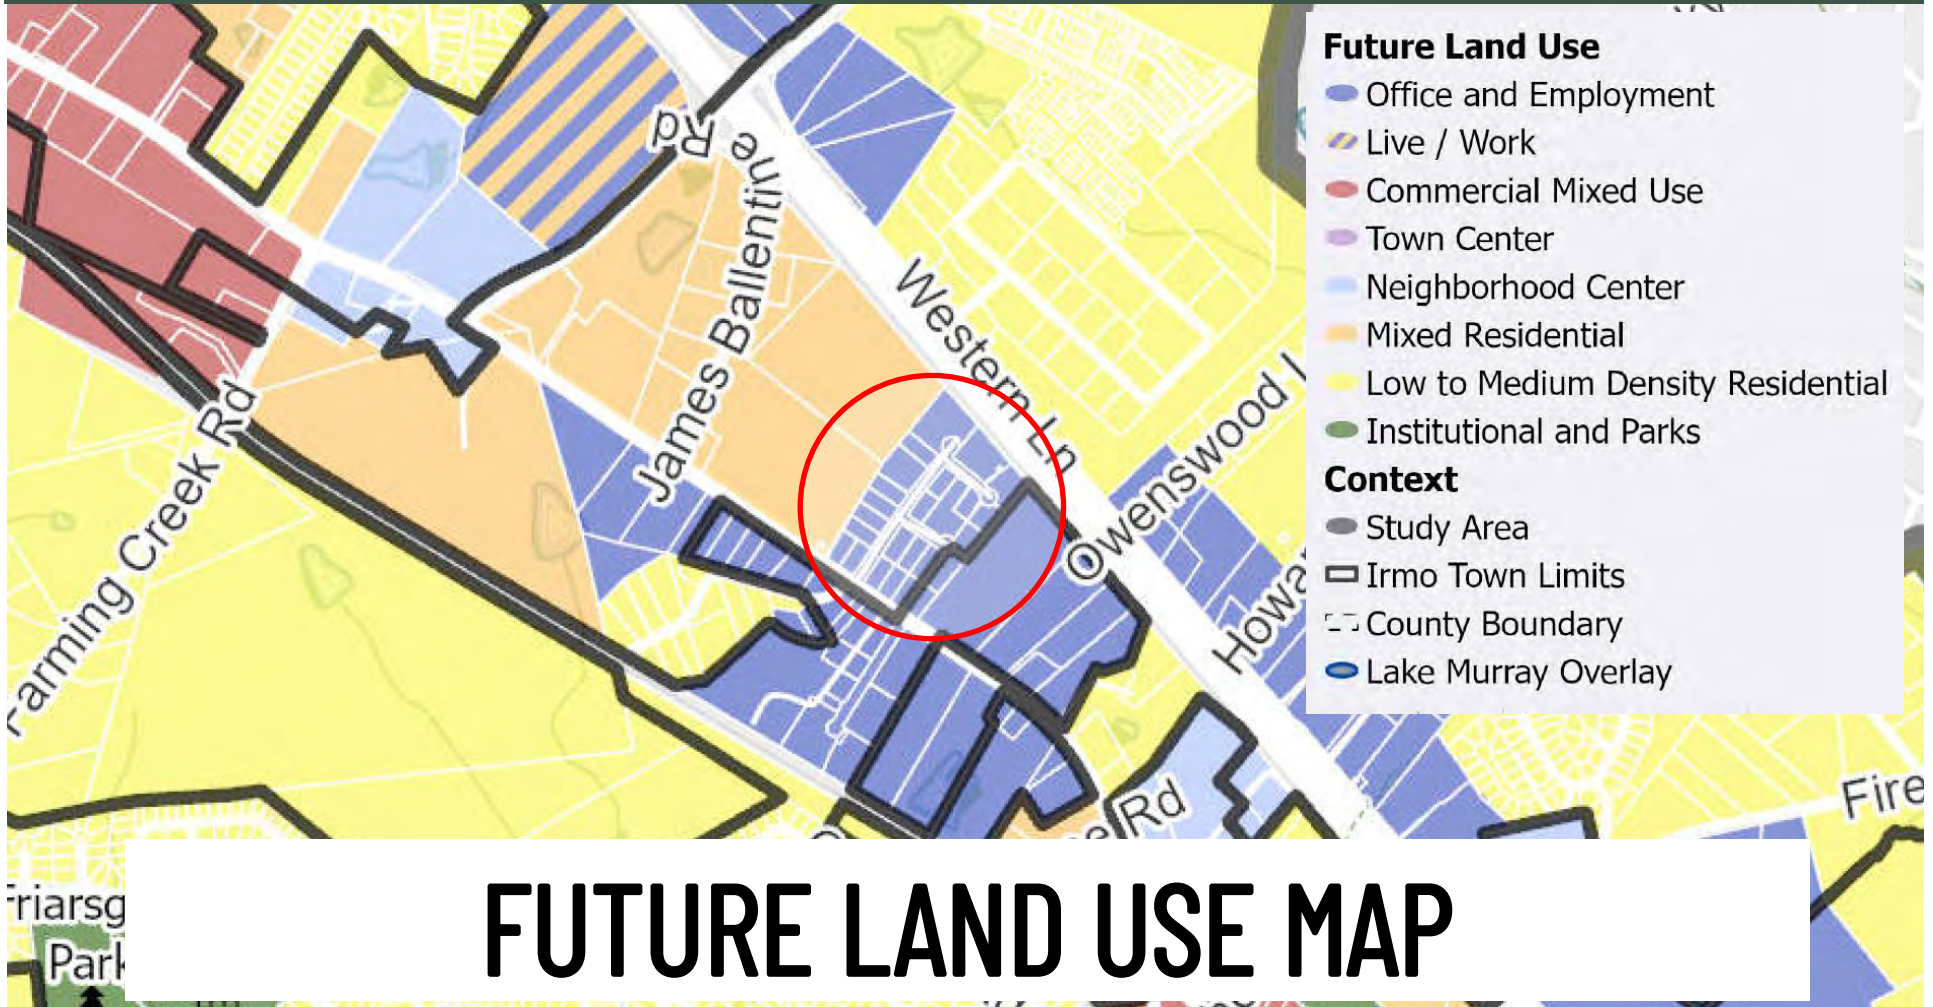 Future Land Use
Office and Employment
Live / Work
Commercial Mixed Use
Town Center
Neighborhood Center
Mixed Residential
Low to Medium Density Residential
Institutional and Parks
Context
Study Area
Irmo Town Limits
County Boundary
Lake Murray Overlay
James Ballentine
Rd
Western Ln
Owenswood
Farming Creek Rd
Rd
FUTURE LAND USE MAP